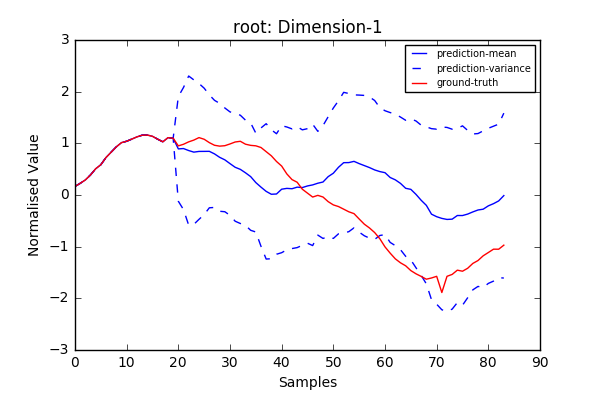 root: Dimension-1
prediction-mean
prediction-variance
ground-truth
Normalised Value
3
2
1
0
−1
−2
−3
0 10 20 30 40 50 60 70 80 90
Samples